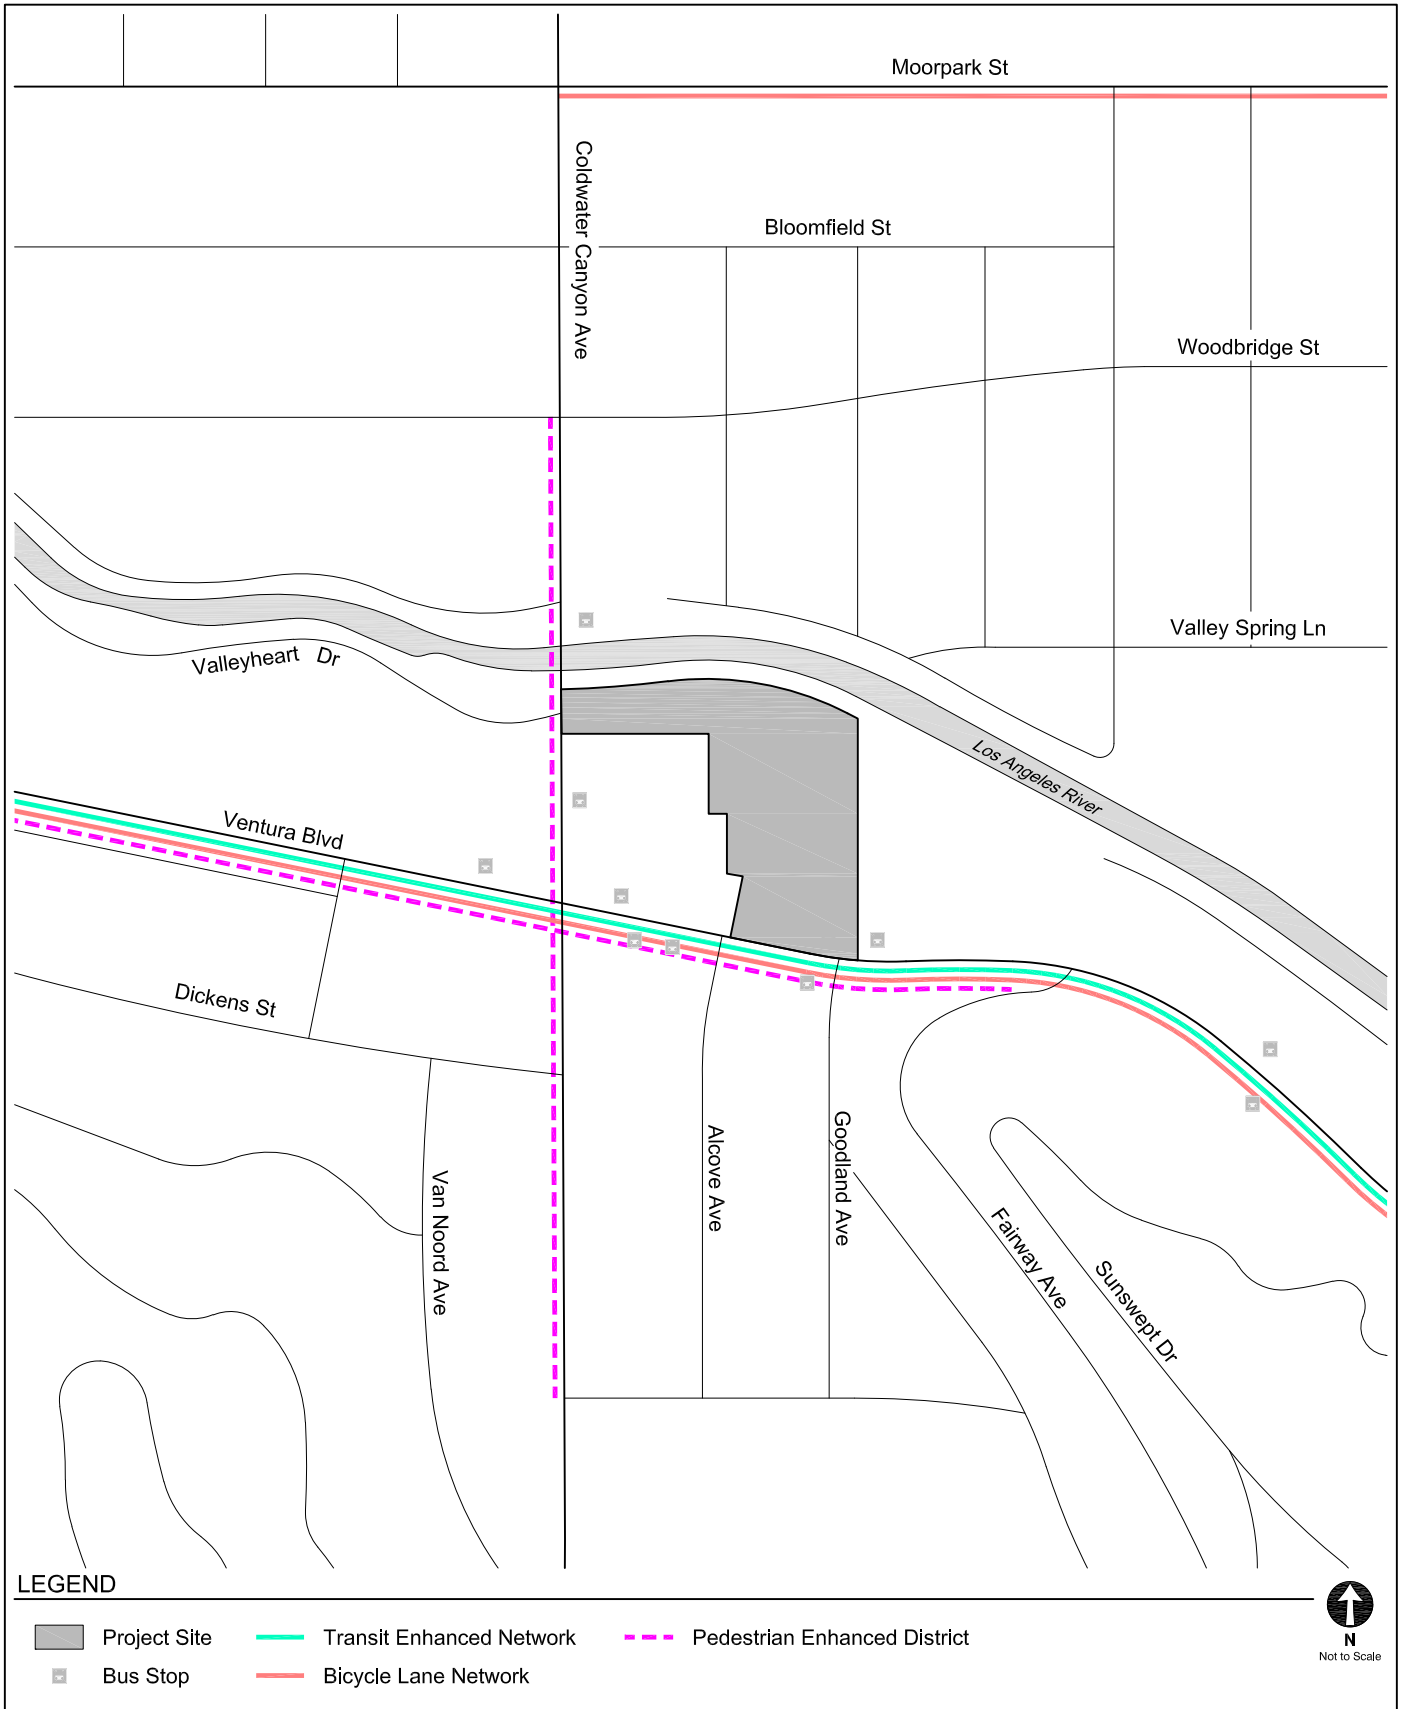 Moorpark St
Coldwater Canyon Ave
Bloomfield St
Woodbridge St
Valley Spring Ln
Valleyheart Dr
Los Angeles River
Ventura Blvd
Dickens St
Van Noord Ave
Alcove Ave
Goodland Ave
Fairway Ave
Sunswept Dr
LEGEND
Project Site
Transit Enhanced Network
Pedestrian Enhanced District
Bus Stop
Bicycle Lane Network
N
Not to Scale